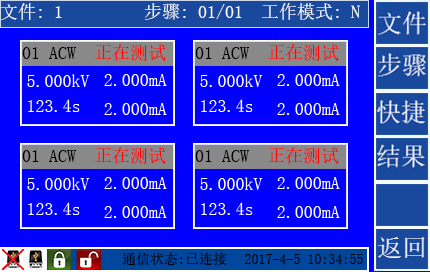 文件: 1 步骤: 01/01 工作模式: N
01 ACW 正在测试
5.000kV 2.000mA
123.4s 2.000mA
01 ACW 正在测试
5.000kV 2.000mA
123.4s 2.000mA
01 ACW 正在测试
5.000kV 2.000mA
123.4s 2.000mA
01 ACW 正在测试
5.000kV 2.000mA
123.4s 2.000mA
通信状态:已连接 2017-4-5 10:34:55
文件
步骤
快捷
结果
返回